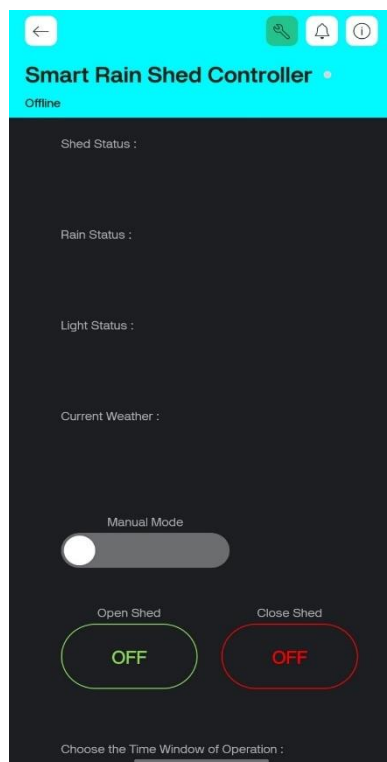 Smart Rain Shed Controller
Offline
Shed Status :
Rain Status :
Light Status :
Current Weather :
Manual Mode
Open Shed Close Shed
OFF OFF
Choose the Time Window of Operation :